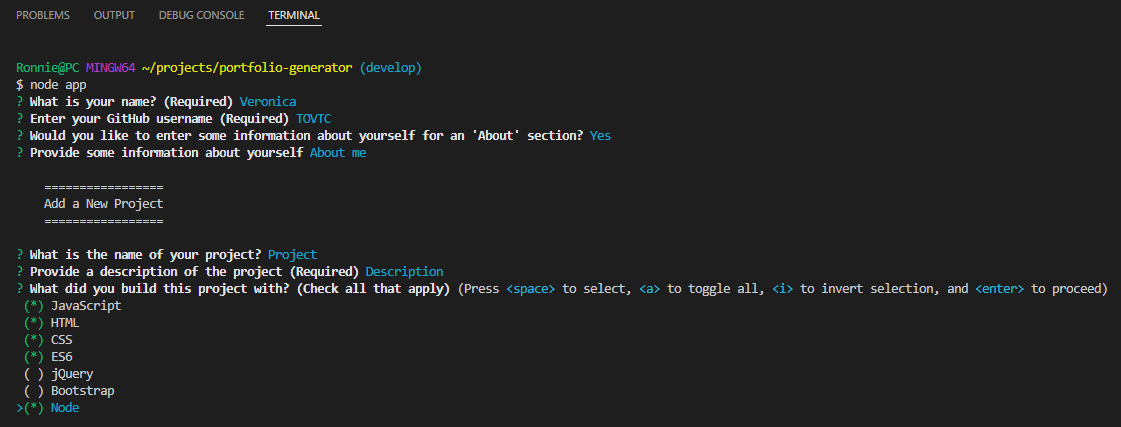 PROBLEMS OUTPUT DEBUG CONSOLE TERMINAL
Ronnie@PC MINGW64 ~/projects/portfolio-generator (develop)
$ node app
? What is your name? (Required) Veronica
? Enter your GitHub username (Required) TOVTC
? Would you like to enter some information about yourself for an 'About' section? Yes
? Provide some information about yourself About me
=================
Add a New Project
=================
? What is the name of your project? Project
? Provide a description of the project (Required) Description
? What did you build this project with? (Check all that apply) (Press <space> to select, <a> to toggle all, <i> to invert selection, and <enter> to proceed)
(*) JavaScript
(*) HTML
(*) CSS
(*) ES6
( ) jQuery
( ) Bootstrap
>(*) Node